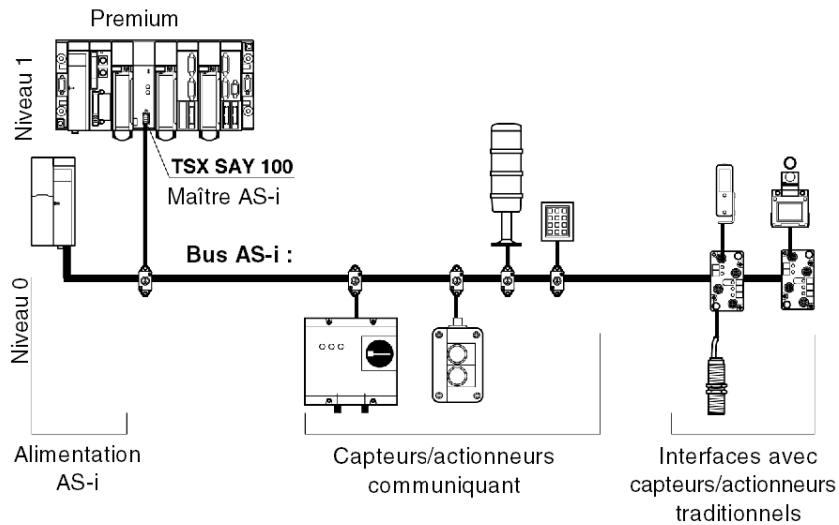 Premium
Niveau 1
TSX SAY 100
Maître AS-i
Bus AS-i :
Niveau 0
Alimentation
AS-i
Capteurs/actionneurs
communiquant
Interfaces avec
capteurs/actionneurs
traditionnels